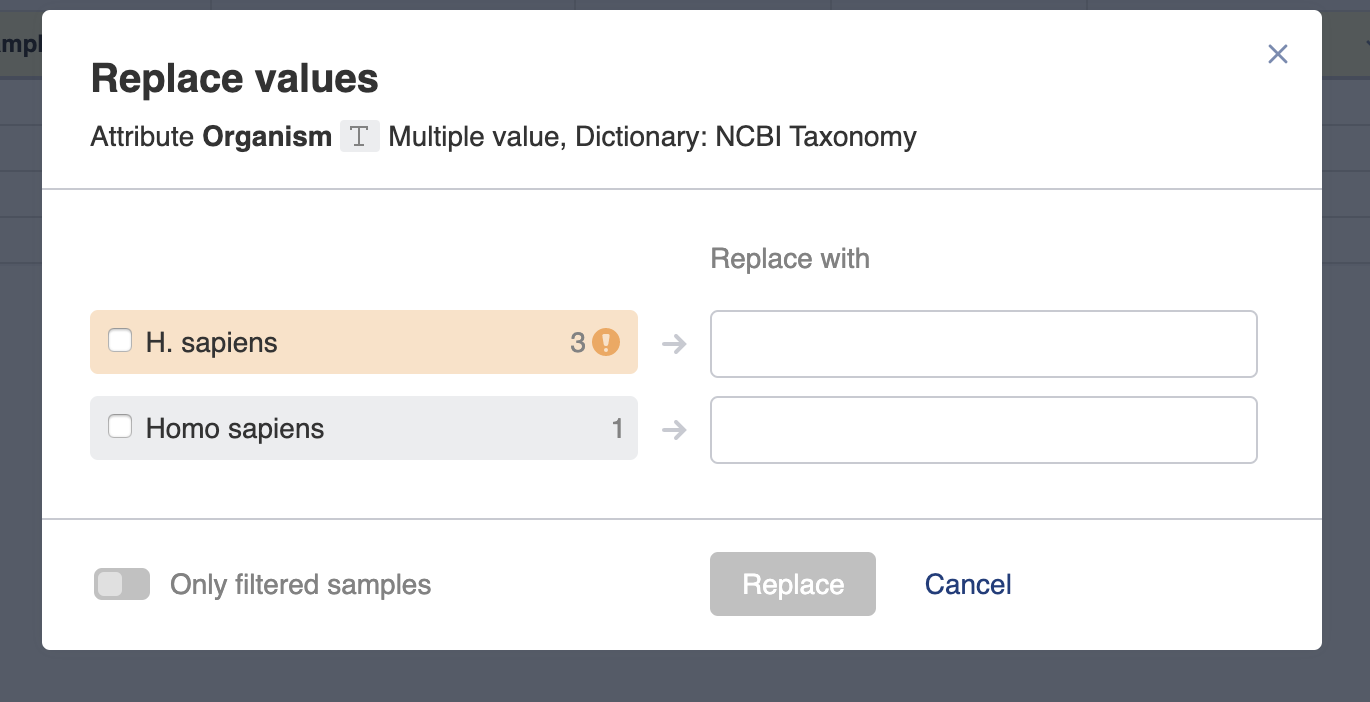 Replace values
Attribute Organism T Multiple value, Dictionary: NCBI Taxonomy
Replace with
H. sapiens 3 !
Homo sapiens 1
Only filtered samples Replace Cancel